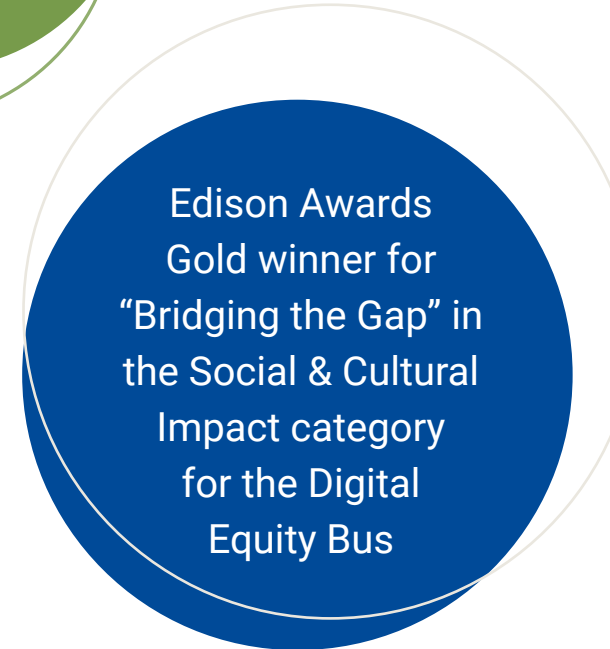 Edison Awards
Gold winner for
“Bridging the Gap” in
the Social & Cultural
Impact category
for the Digital
Equity Bus